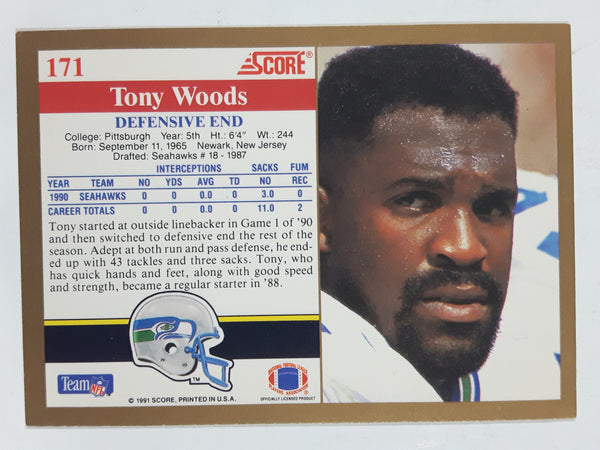 171
SCORE®
Tony Woods
DEFENSIVE END
College: Pittsburgh Year: 5th Ht.: 6'4" Wt.: 244
Born: September 11, 1965 Newark, New Jersey
Drafted: Seahawks # 18 - 1987
INTERCEPTIONS SACKS FUM
YEAR TEAM NO YDS AVG TD NO REC
1990 SEAHAWKS 0 0 0.0 0 3.0 0
CAREER TOTALS 0 0 0.0 0 11.0 2
Tony started at outside linebacker in Game 1 of '90
and then switched to defensive end the rest of the
season. Adept at both run and pass defense, he end-
ed up with 43 tackles and three sacks. Tony, who
has quick hands and feet, along with good speed
and strength, became a regular starter in '88.
TM
Team NFL
© 1991 SCORE, PRINTED IN U.S.A.
NATIONAL FOOTBALL LEAGUE
PLAYERS ASSOCIATION
OFFICIALLY LICENSED PRODUCT